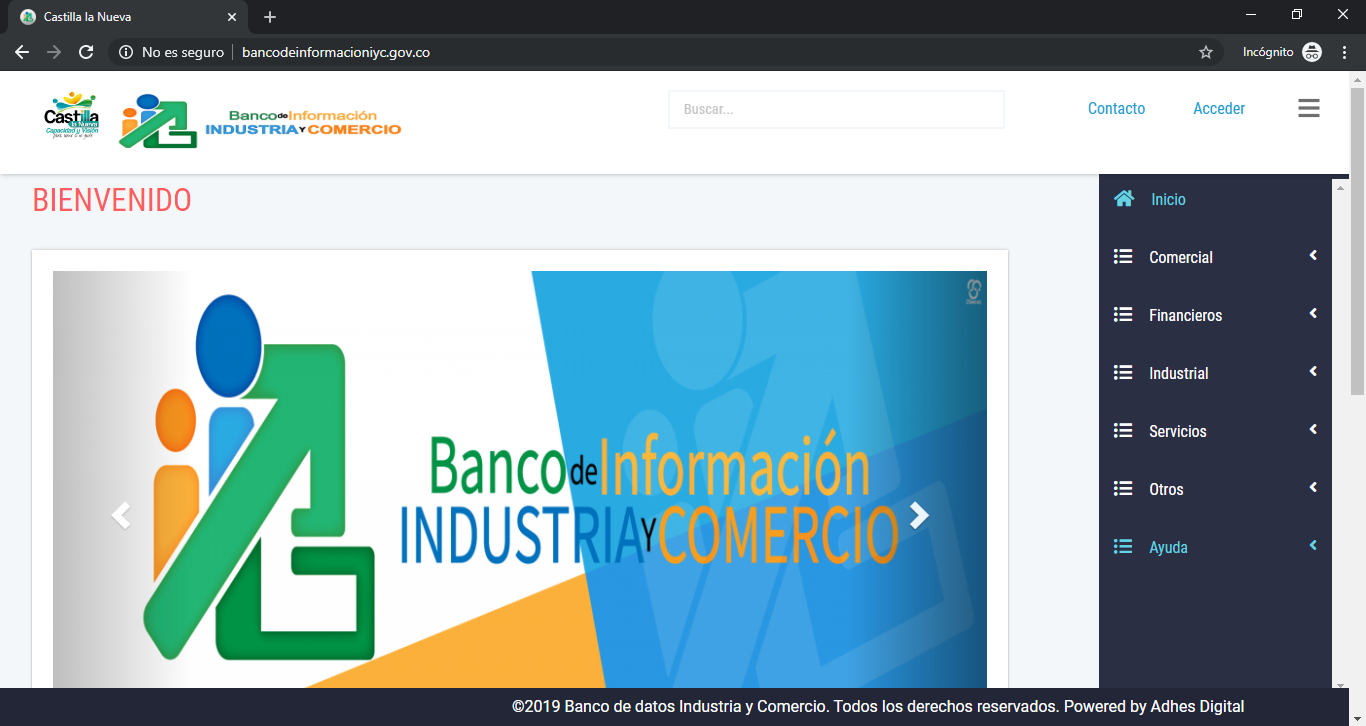 Castilla la Nueva
No es seguro
bancodeinformacioniyc.gov.co
Incógnito
Castilla
la Nueva
Capacidad y Visión
Banco de Información
INDUSTRIA Y COMERCIO
Buscar...
Contacto
Acceder
BIENVENIDO
Inicio
Comercial
Financieros
Industrial
Servicios
Otros
Ayuda
Banco de Información
INDUSTRIA Y COMERCIO
©2019 Banco de datos Industria y Comercio. Todos los derechos reservados. Powered by Adhes Digital